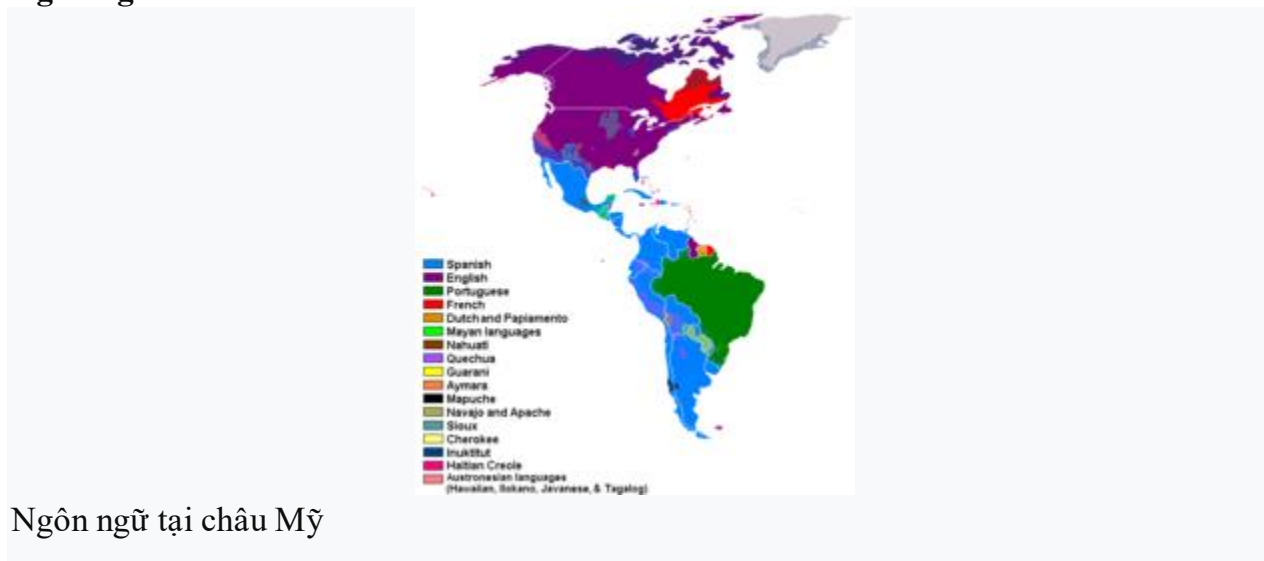 Spanish
English
Portuguese
French
Dutch and Papiamento
Mayan languages
Nahuatl
Quechua
Guarani
Aymara
Mapuche
Navajo and Apache
Sioux
Cherokee
Inuktitut
Haitian Creole
Austronesian languages
(Hawaiian, Ilokano, Javanese, & Tagalog)
Ngôn ngữ tại châu Mỹ